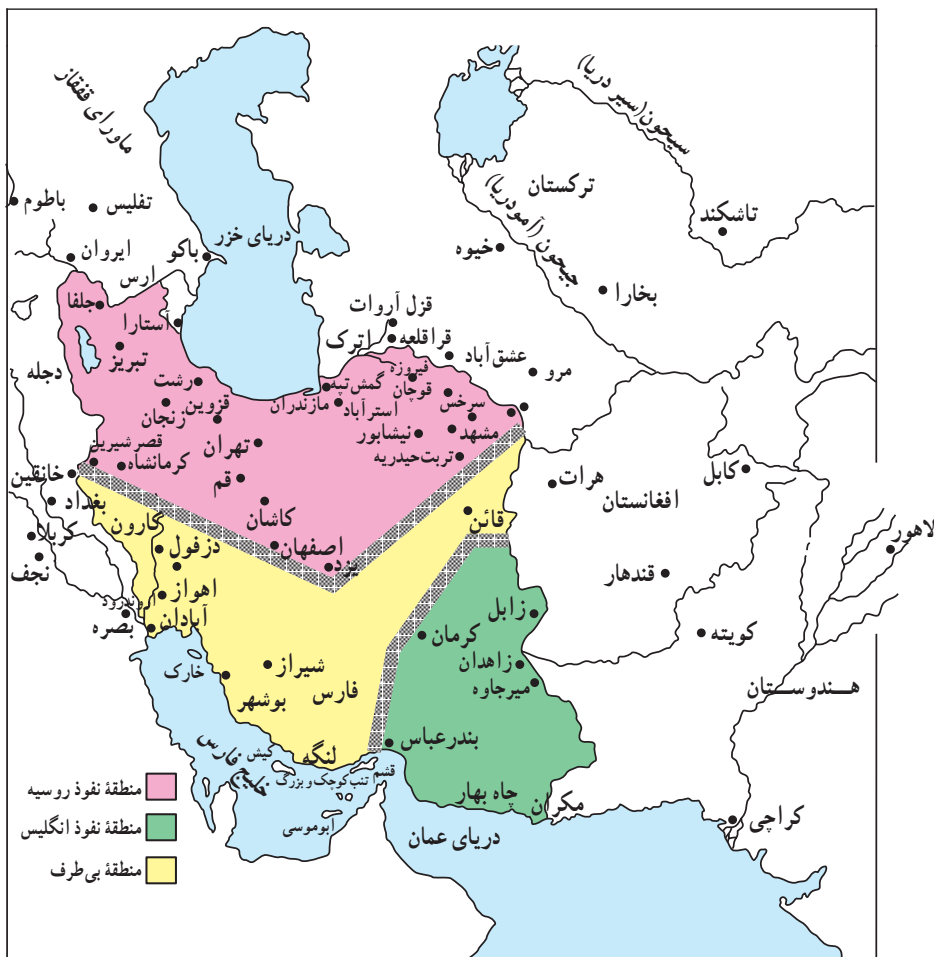 ماورای قفقاز
سیحون (سیر دریا)
ترکستان
باطوم
تفلیس
تاشکند
جیحون (آمودریا)
دریای خزر
خیوه
باکو
ایروان
ارس
بخارا
جلفا
قزل آروات
آستارا
قراقلعه
اترک
عشق آباد
تبریز
دجله
فیروزه
مرو
رشت
گمش تپه
قوچان
قزوین
مازندران
استرآباد
سرخس
زنجان
نیشابور
مشهد
تهران
قصرشیرین
کرمانشاه
تربت حیدریه
خانقین
قم
هرات
کابل
افغانستان
بغداد
کارون
کاشان
قائن
کربلا
دزفول
اصفهان
لاهور
نجف
یزد
قندهار
اهواز
اروندرود
زابل
بصره
آبادان
کرمان
کویته
خارک
شیراز
زاهدان
فارس
میرجاوه
هندوستان
بوشهر
بندرعباس
لنگه
کیش
خلیج فارس
قشم
تنب کوچک و بزرگ
چاه بهار
مکران
ابوموسی
دریای عمان
کراچی
منطقهٔ نفوذ روسیه
منطقهٔ نفوذ انگلیس
منطقهٔ بی‌طرف